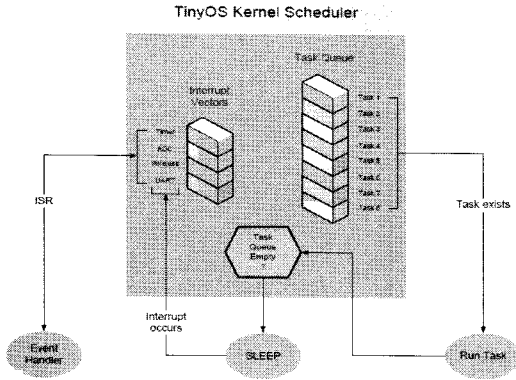 TinyOS Kernel Scheduler
Task Queue
Interrupt
Vectors
Timer
ADC
UART
Task 1
Task 2
Task 3
Task 4
Task 5
Task 6
Task 7
Task 8
ISR
Task exists
Task
Queue
Empty
?
Interrupt
occurs
Event
Handler
SLEEP
Run Task